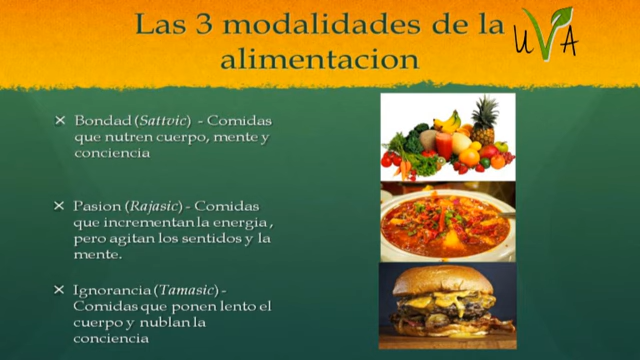 Las 3 modalidades de la
alimentacion
UVA
× Bondad (Sattvic) - Comidas
que nutren cuerpo, mente y
conciencia
× Pasion (Rajasic) - Comidas
que incrementan la energia,
pero agitan los sentidos y la
mente.
× Ignorancia (Tamasic) -
Comidas que ponen lento el
cuerpo y nublan la
conciencia